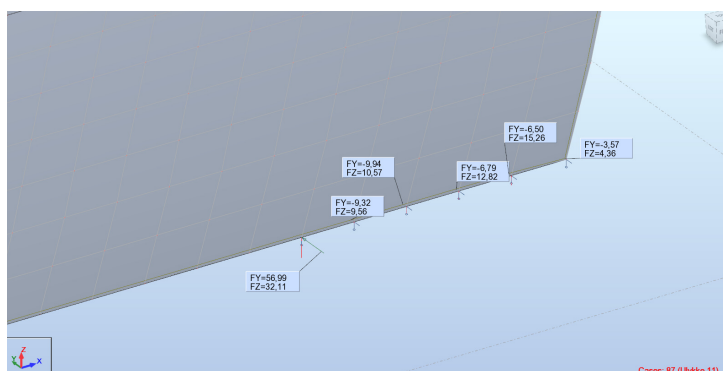 FY=-6,50
FZ=15,26
FY=-3,57
FZ=4,36
FY=-9,94
FZ=10,57
FY=-6,79
FZ=12,82
FY=-9,32
FZ=9,56
FY=56,99
FZ=32,11
Z
Y
X
Cases: 87 (Ulykke 11)